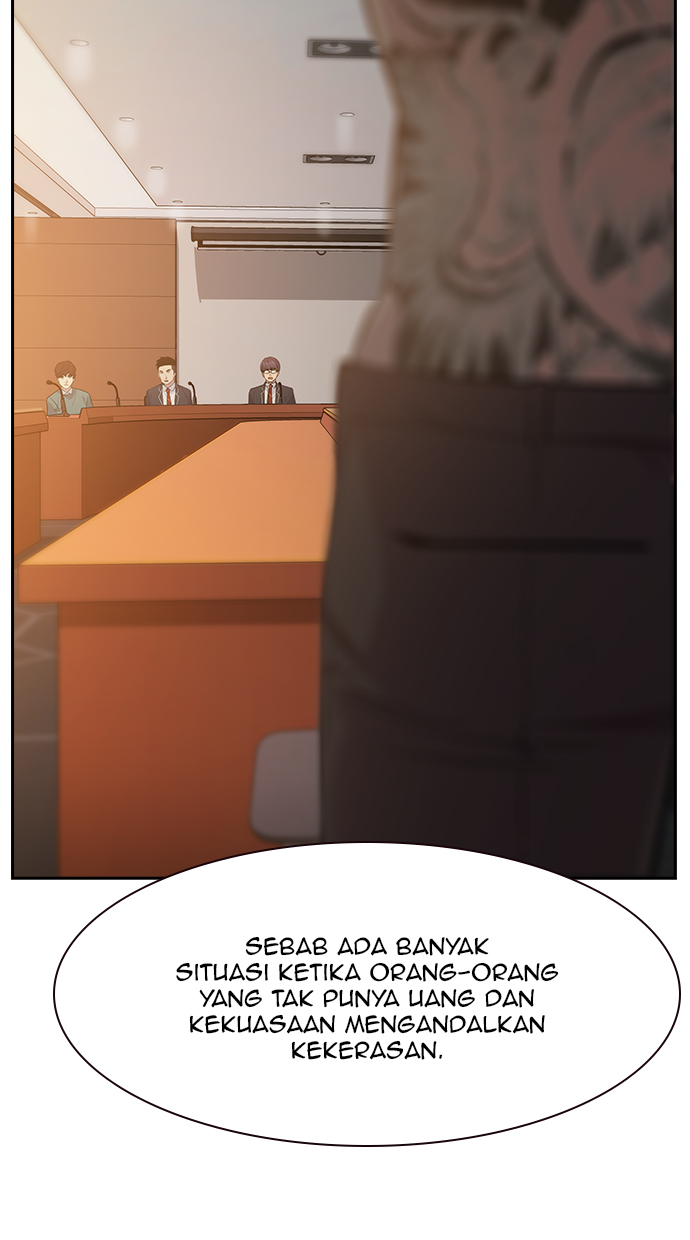 SEBAB ADA BANYAK
SITUASI KETIKA ORANG-ORANG
YANG TAK PUNYA UANG DAN
KEKUASAAN MENGANDALKAN
KEKERASAN.